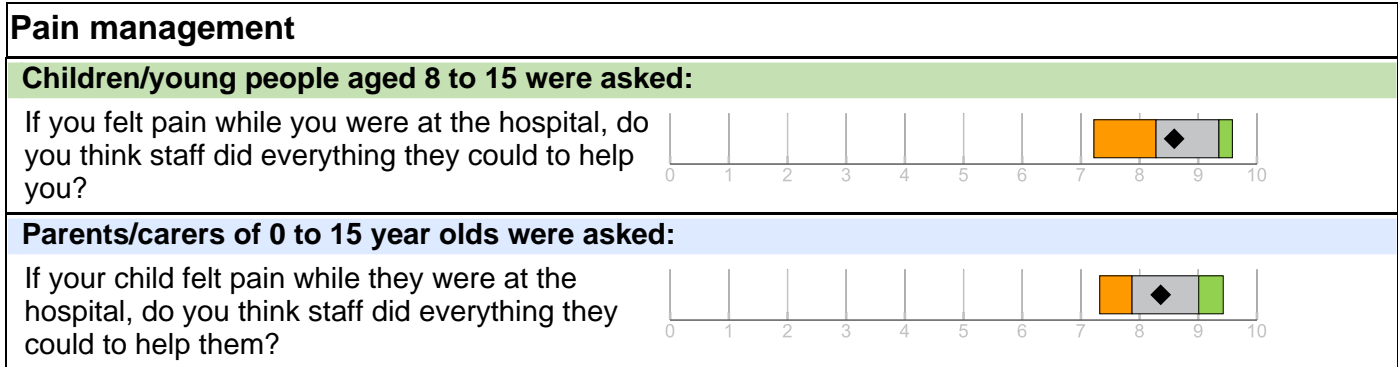 Pain management
Children/young people aged 8 to 15 were asked:
If you felt pain while you were at the hospital, do
you think staff did everything they could to help
you?
0 1 2 3 4 5 6 7 8 9 10
Parents/carers of 0 to 15 year olds were asked:
If your child felt pain while they were at the
hospital, do you think staff did everything they
could to help them?
0 1 2 3 4 5 6 7 8 9 10